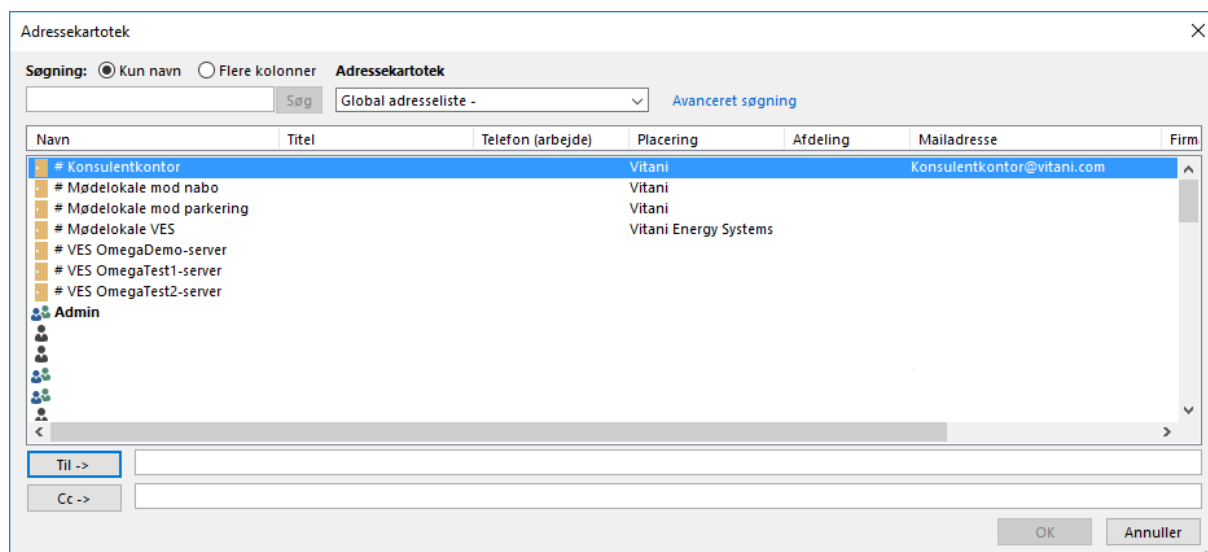 Adressekartotek
Søgning: Kun navn Flere kolonner Adressekartotek
Søg Global adresseliste - Avanceret søgning
Navn Titel Telefon (arbejde) Placering Afdeling Mailadresse Firm
# Konsulentkontor Vitani Konsulentkontor@vitani.com
# Mødelokale mod nabo Vitani
# Mødelokale mod parkering Vitani
# Mødelokale VES Vitani Energy Systems
# VES OmegaDemo-server
# VES OmegaTest1-server
# VES OmegaTest2-server
Admin
Til ->
Cc ->
OK Annuller